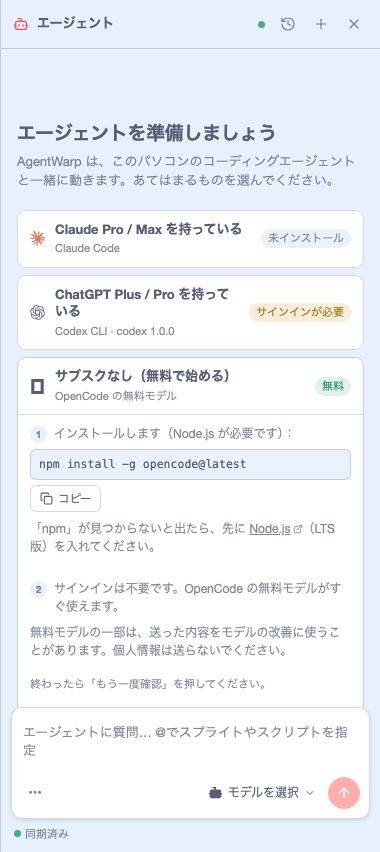 エージェント
エージェントを準備しましょう
AgentWarp は、このパソコンのコーディングエージェント
と一緒に動きます。あてはまるものを選んでください。
Claude Pro / Max を持っている
Claude Code
未インストール
ChatGPT Plus / Pro を持って
いる
Codex CLI · codex 1.0.0
サインインが必要
サブスクなし（無料で始める）
OpenCode の無料モデル
無料
1 インストールします（Node.js が必要です）：
npm install -g opencode@latest
コピー
「npm」が見つからないと出たら、先に Node.js（LTS
版）を入れてください。
2 サインインは不要です。OpenCode の無料モデルがす
ぐ使えます。
無料モデルの一部は、送った内容をモデルの改善に使うこ
とがあります。個人情報は送らないでください。
終わったら「もう一度確認」を押してください。
エージェントに質問… @でスプライトやスクリプトを指
定
モデルを選択
同期済み